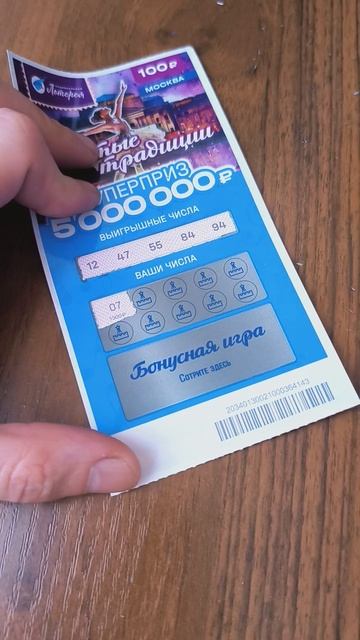 Лотерея
100₽
МОСКВА
традиции
5 000 000 ₽
ВЫИГРЫШНЫЕ ЧИСЛА
12 47 55 84 94
ВАШИ ЧИСЛА
07
Бонусная игра
СОТРИТЕ ЗДЕСЬ
20340130021000364143